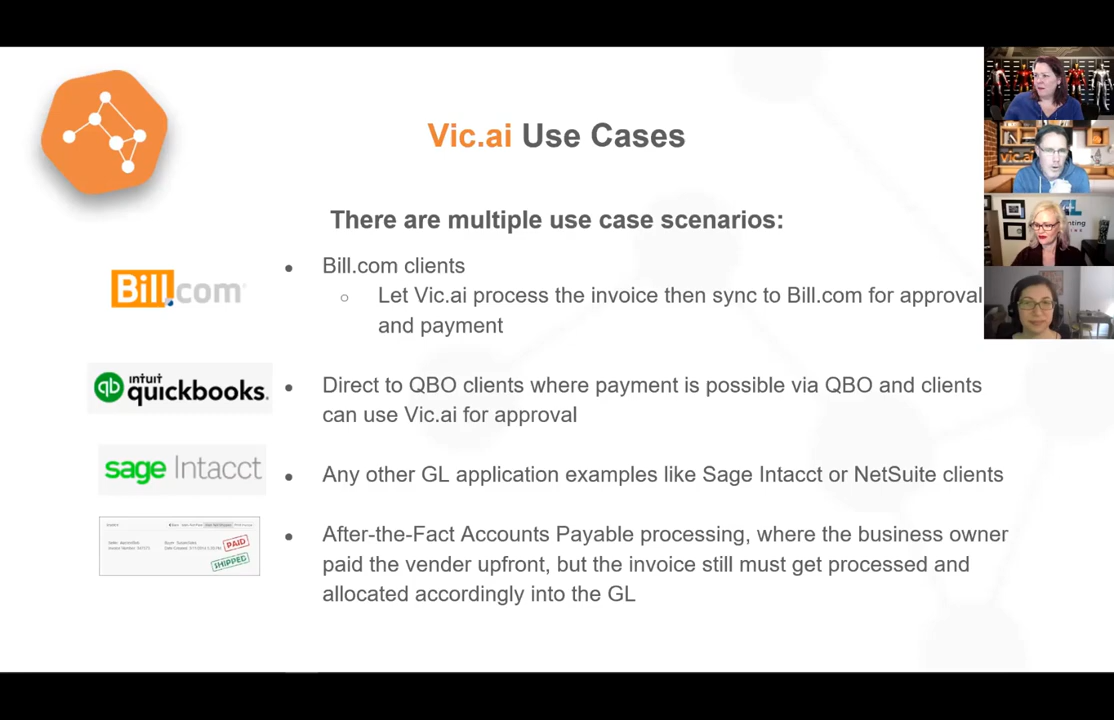 Vic.ai Use Cases
There are multiple use case scenarios:
Bill.com
• Bill.com clients
○ Let Vic.ai process the invoice then sync to Bill.com for approval
and payment
intuit
qb quickbooks.
• Direct to QBO clients where payment is possible via QBO and clients
can use Vic.ai for approval
sage Intacct
• Any other GL application examples like Sage Intacct or NetSuite clients
PAID
SHIPPED
• After-the-Fact Accounts Payable processing, where the business owner
paid the vender upfront, but the invoice still must get processed and
allocated accordingly into the GL
vic.ai